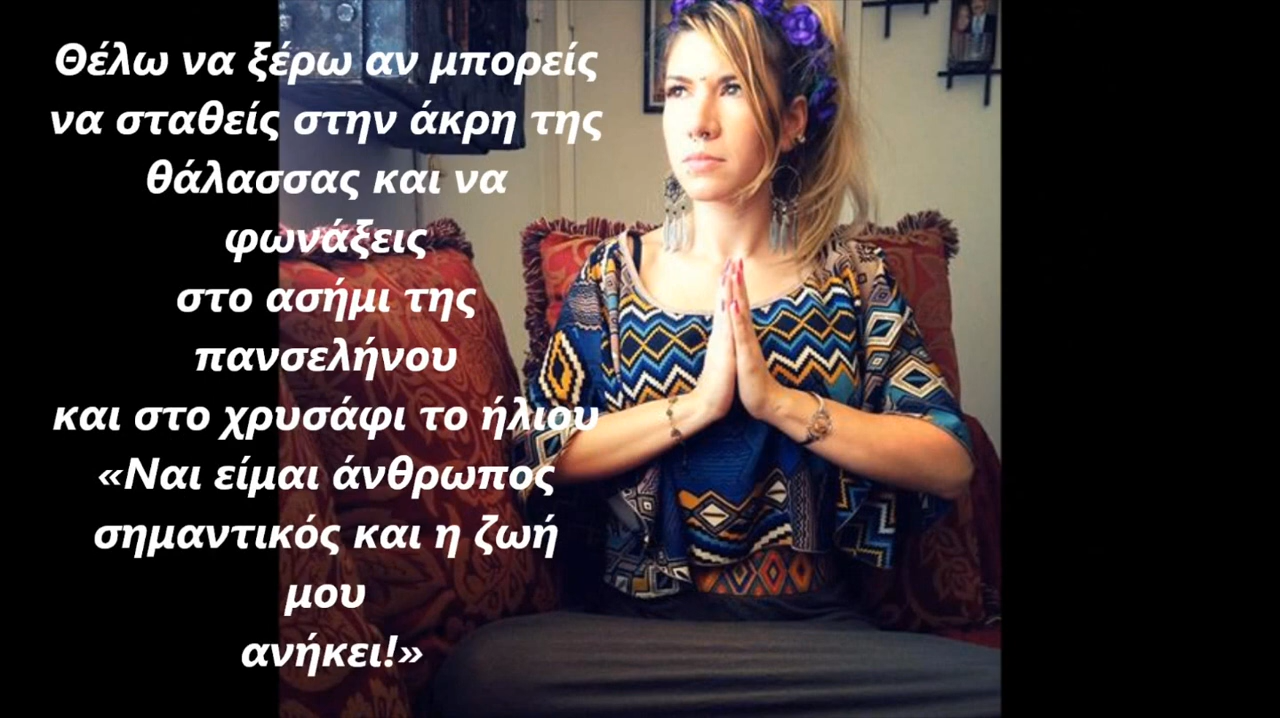 Θέλω να ξέρω αν μπορείς
να σταθείς στην άκρη της
θάλασσας και να
φωνάξεις
στο ασήμι της
πανσελήνου
και στο χρυσάφι το ήλιου
«Ναι είμαι άνθρωπος
σημαντικός και η ζωή
μου
ανήκει!»